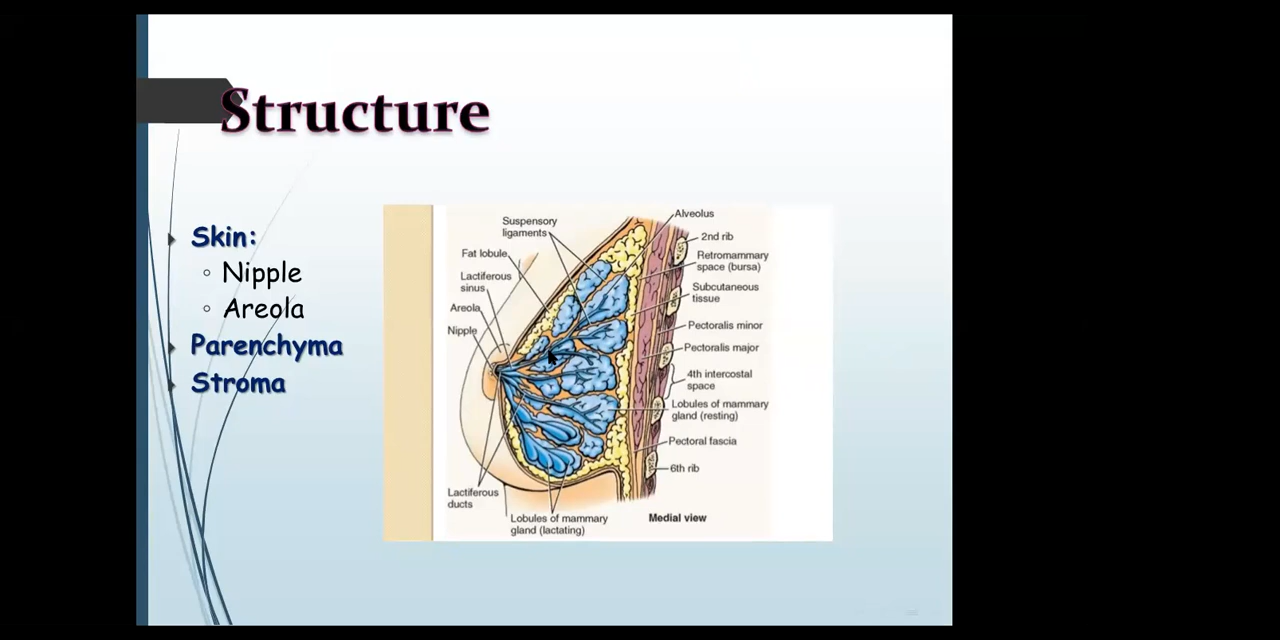 Structure
Skin:
Nipple
Areola
Parenchyma
Stroma
Suspensory
ligaments
Fat lobule
Lactiferous
sinus
Areola
Nipple
Lactiferous
ducts
Lobules of mammary
gland (lactating)
Alveolus
2nd rib
Retromammary
space (bursa)
Subcutaneous
tissue
Pectoralis minor
Pectoralis major
4th intercostal
space
Lobules of mammary
gland (resting)
Pectoral fascia
6th rib
Medial view